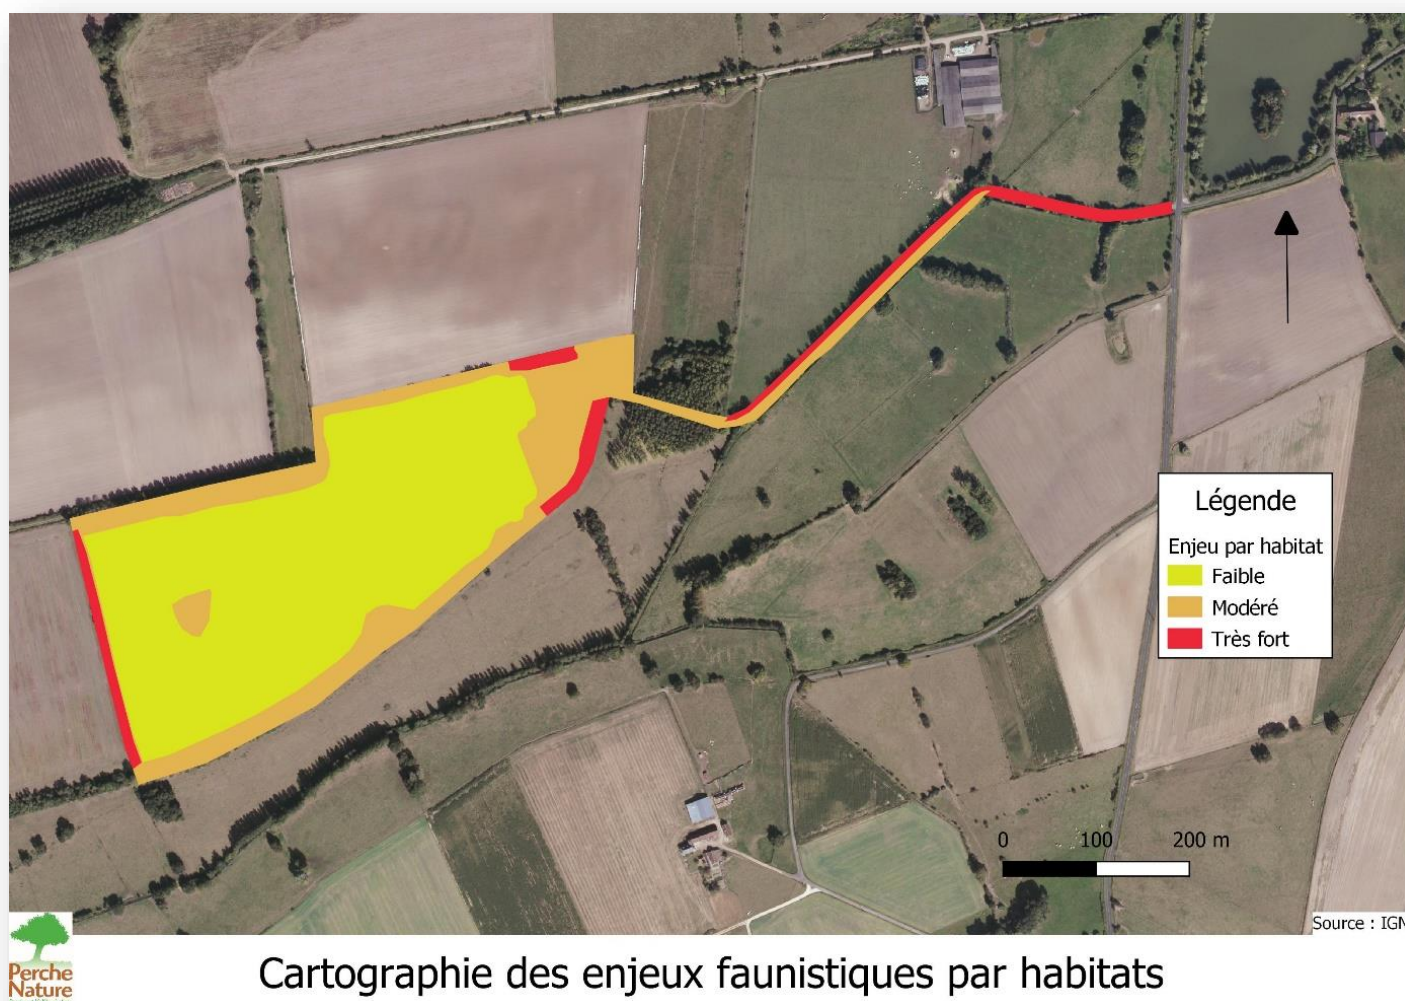 Légende
Enjeu par habitat
Faible
Modéré
Très fort
0 100 200 m
Source : IGN
Perche
Nature
Cartographie des enjeux faunistiques par habitats